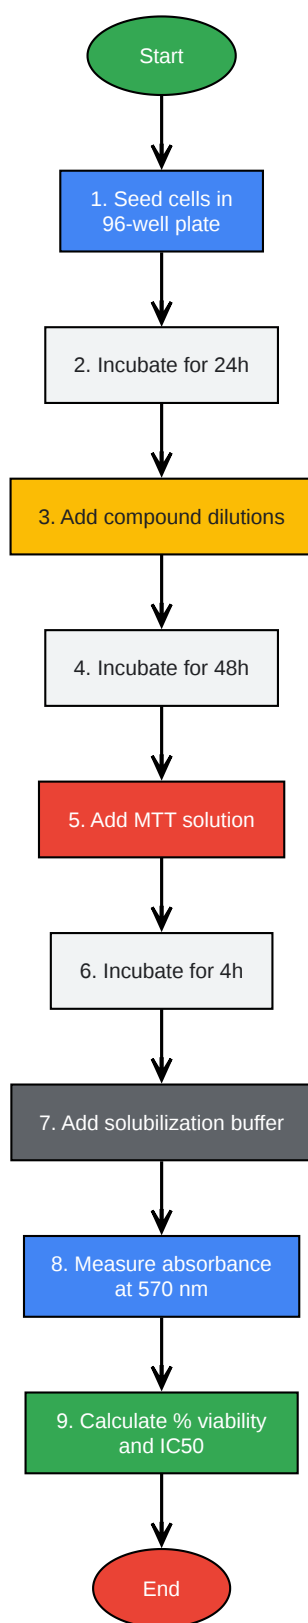 Start
1. Seed cells in
96-well plate
2. Incubate for 24h
3. Add compound dilutions
4. Incubate for 48h
5. Add MTT solution
6. Incubate for 4h
7. Add solubilization buffer
8. Measure absorbance
at 570 nm
9. Calculate % viability
and IC50
End